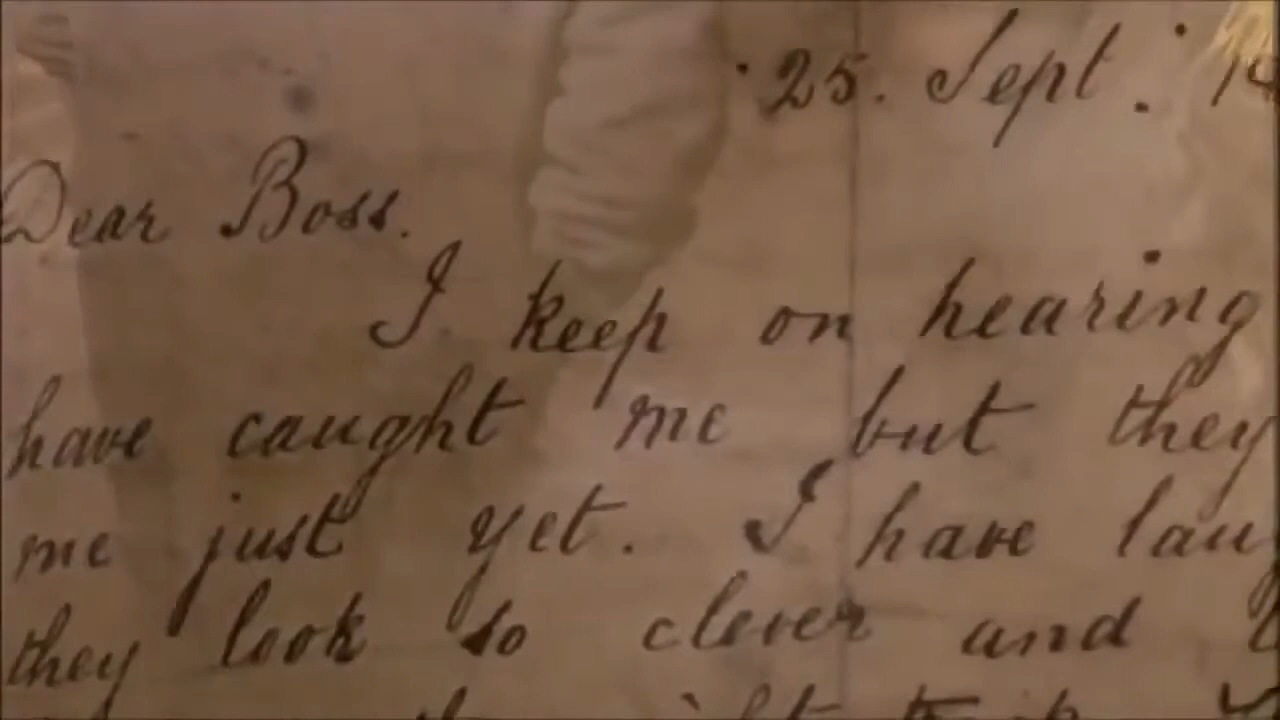 25. Sept.
Dear Boss.
I keep on hearing
have caught me but they
me just yet. I have lau
they look so clever and